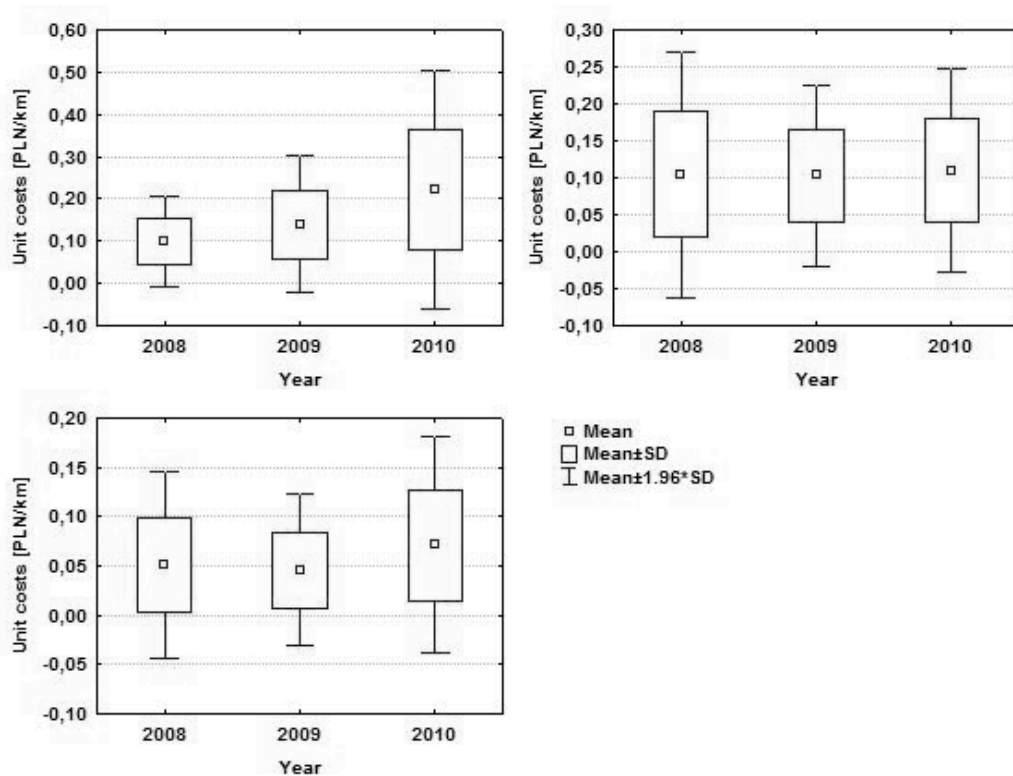 0,60
0,50
0,40
0,30
0,20
0,10
0,00
-0,10
Unit costs [PLN/km]
2008 2009 2010
Year
0,30
0,25
0,20
0,15
0,10
0,05
0,00
-0,05
-0,10
Unit costs [PLN/km]
2008 2009 2010
Year
0,20
0,15
0,10
0,05
0,00
-0,05
-0,10
Unit costs [PLN/km]
2008 2009 2010
Year
Mean
Mean±SD
Mean±1.96*SD